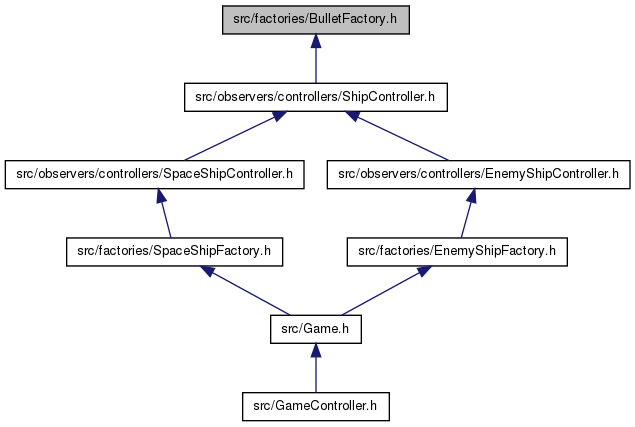 src/factories/BulletFactory.h
src/observers/controllers/ShipController.h
src/observers/controllers/SpaceShipController.h
src/observers/controllers/EnemyShipController.h
src/factories/SpaceShipFactory.h
src/factories/EnemyShipFactory.h
src/Game.h
src/GameController.h